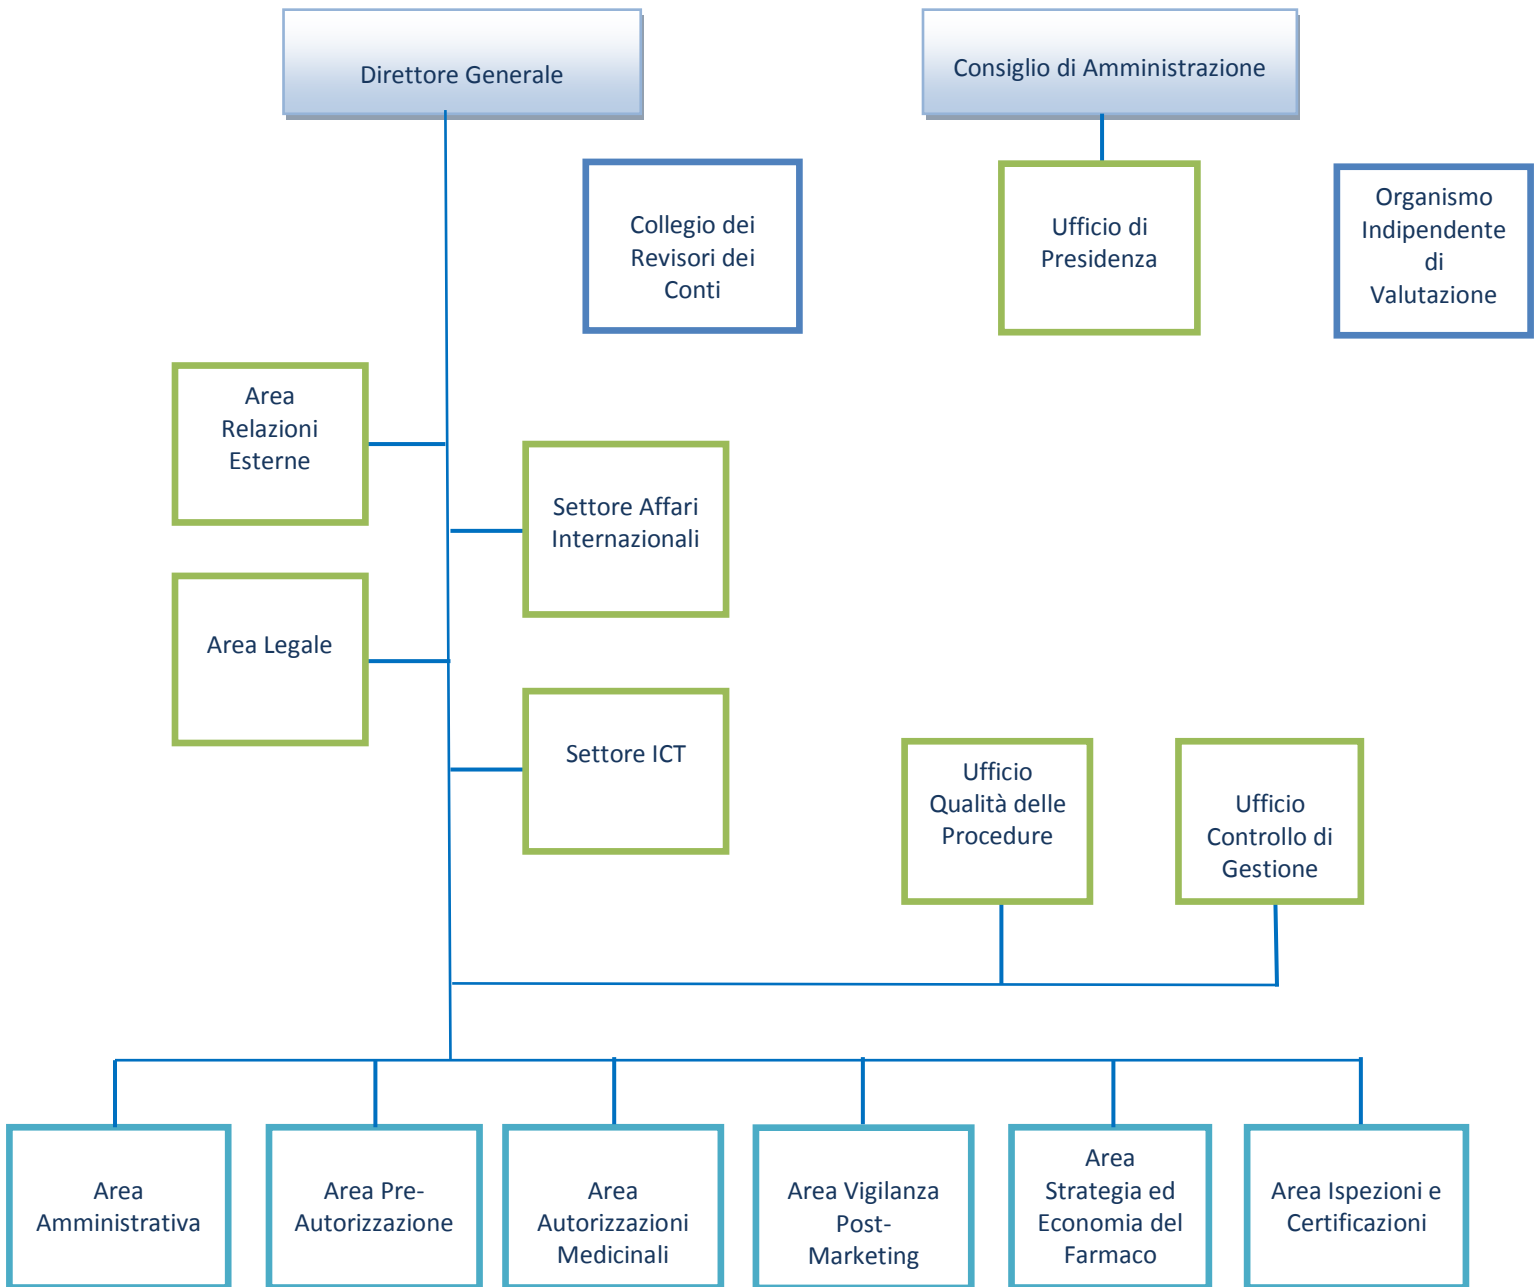 Direttore Generale
Consiglio di Amministrazione
Collegio dei
Revisori dei
Conti
Ufficio di
Presidenza
Organismo
Indipendente
di
Valutazione
Area
Relazioni
Esterne
Settore Affari
Internazionali
Area Legale
Settore ICT
Ufficio
Qualità delle
Procedure
Ufficio
Controllo di
Gestione
Area
Amministrativa
Area Pre-
Autorizzazione
Area
Autorizzazioni
Medicinali
Area Vigilanza
Post-
Marketing
Area
Strategia ed
Economia del
Farmaco
Area Ispezioni e
Certificazioni